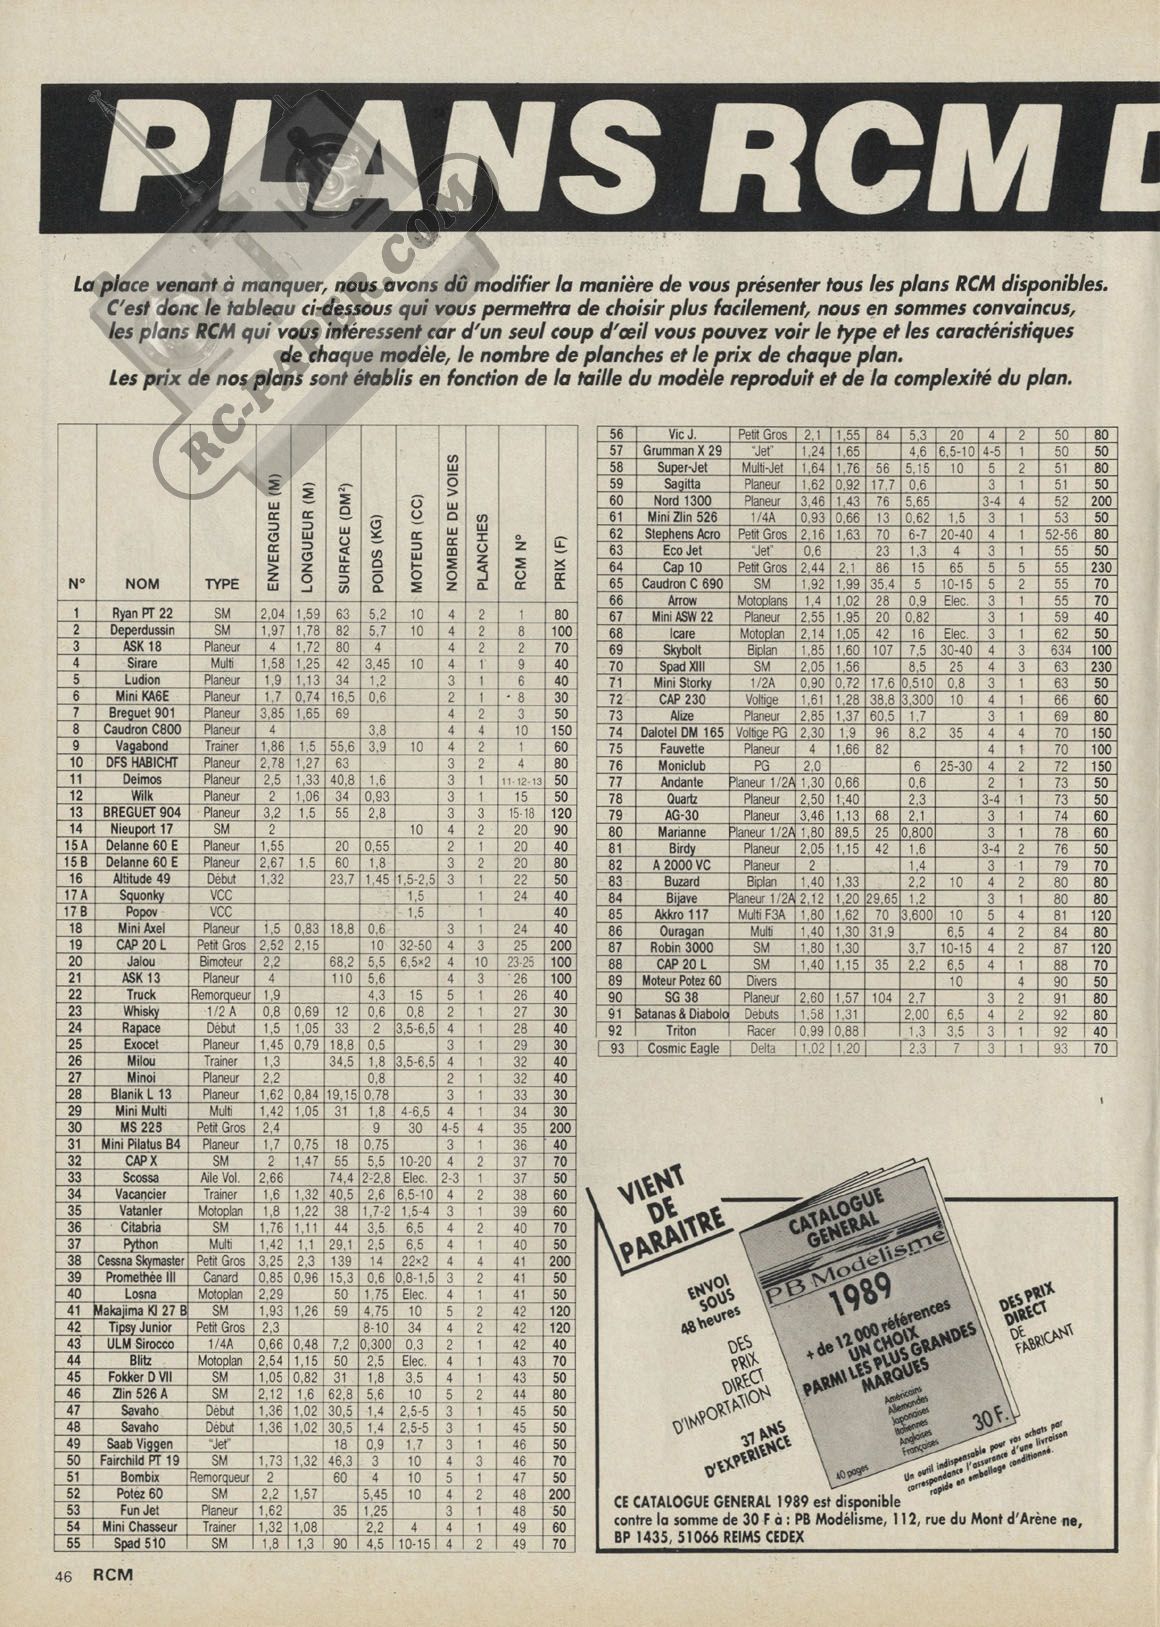 PLANS RCM D
RC-PAPER.COM
La place venant à manquer, nous avons dû modifier la manière de vous présenter tous les plans RCM disponibles.
C'est donc le tableau ci-dessous qui vous permettra de choisir plus facilement, nous en sommes convaincus,
les plans RCM qui vous intéressent car d'un seul coup d'œil vous pouvez voir le type et les caractéristiques
de chaque modèle, le nombre de planches et le prix de chaque plan.
Les prix de nos plans sont établis en fonction de la taille du modèle reproduit et de la complexité du plan.
N° NOM TYPE ENVERGURE (M) LONGUEUR (M) SURFACE (DM²) POIDS (KG) MOTEUR (CC) NOMBRE DE VOIES PLANCHES RCM N° PRIX (F)
1 Ryan PT 22 SM 2,04 1,59 63 5,2 10 4 2 1 80
2 Deperdussin SM 1,97 1,78 82 5,7 10 4 2 8 100
3 ASK 18 Planeur 4 1,72 80 4 4 2 2 70
4 Sirare Multi 1,58 1,25 42 3,45 10 4 1 9 40
5 Ludion Planeur 1,9 1,13 34 1,2 3 1 6 40
6 Mini KA6E Planeur 1,7 0,74 16,5 0,6 2 1 8 30
7 Breguet 901 Planeur 3,85 1,65 69 4 2 3 50
8 Caudron C800 Planeur 4 3,8 4 4 10 150
9 Vagabond Trainer 1,86 1,5 55,6 3,9 10 4 2 1 60
10 DFS HABICHT Planeur 2,78 1,27 63 3 2 4 80
11 Deimos Planeur 2,5 1,33 40,8 1,6 3 1 11-12-13 50
12 Wilk Planeur 2 1,06 34 0,93 3 1 15 50
13 BREGUET 904 Planeur 3,2 1,5 55 2,8 3 3 15-18 120
14 Nieuport 17 SM 2 10 4 2 20 90
15 A Delanne 60 E Planeur 1,55 20 0,55 2 1 20 40
15 B Delanne 60 E Planeur 2,67 1,5 60 1,8 3 2 20 80
16 Altitude 49 Début 1,32 23,7 1,45 1,5-2,5 3 1 22 50
17 A Squonky VCC 1,5 1 24 40
17 B Popov VCC 1,5 1 40
18 Mini Axel Planeur 1,5 0,83 18,8 0,6 3 1 24 40
19 CAP 20 L Petit Gros 2,52 2,15 10 32-50 4 3 25 200
20 Jalou Bimoteur 2,2 68,2 5,5 6,5×2 4 10 23-25 100
21 ASK 13 Planeur 4 110 5,6 4 3 26 100
22 Truck Remorqueur 1,9 4,3 15 5 1 26 40
23 Whisky 1/2 A 0,8 0,69 12 0,6 0,8 2 1 27 30
24 Rapace Début 1,5 1,05 33 2 3,5-6,5 4 1 28 40
25 Exocet Planeur 1,45 0,79 18,8 0,5 3 1 29 30
26 Milou Trainer 1,3 34,5 1,8 3,5-6,5 4 1 32 40
27 Minoi Planeur 2,2 0,8 2 1 32 40
28 Blanik L 13 Planeur 1,62 0,84 19,15 0,78 3 1 33 30
29 Mini Multi Multi 1,42 1,05 31 1,8 4-6,5 4 1 34 30
30 MS 225 Petit Gros 2,4 9 30 4-5 4 35 200
31 Mini Pilatus B4 Planeur 1,7 0,75 18 0,75 3 1 36 40
32 CAP X SM 2 1,47 55 5,5 10-20 4 2 37 70
33 Scossa Aile Vol. 2,66 74,4 2-2,8 Elec. 2-3 1 37 50
34 Vacancier Trainer 1,6 1,32 40,5 2,6 6,5-10 4 2 38 60
35 Vatanler Motoplan 1,8 1,22 38 1,7-2 1,5-4 3 1 39 60
36 Citabria SM 1,76 1,11 44 3,5 6,5 4 2 40 70
37 Python Multi 1,42 1,1 29,1 2,5 6,5 4 1 40 50
38 Cessna Skymaster Petit Gros 3,25 2,3 139 14 22×2 4 4 41 200
39 Promethée III Canard 0,85 0,96 15,3 0,6 0,8-1,5 3 2 41 50
40 Losna Motoplan 2,29 50 1,75 Elec. 4 1 41 50
41 Makajima KI 27 B SM 1,93 1,26 59 4,75 10 5 2 42 120
42 Tipsy Junior Petit Gros 2,3 8-10 34 4 2 42 120
43 ULM Sirocco 1/4A 0,66 0,48 7,2 0,300 0,3 2 1 42 40
44 Blitz Motoplan 2,54 1,15 50 2,5 Elec. 4 1 43 70
45 Fokker D VII SM 1,05 0,82 31 1,8 3,5 4 1 43 50
46 Zlin 526 A SM 2,12 1,6 62,8 5,6 10 5 2 44 80
47 Savaho Début 1,36 1,02 30,5 1,4 2,5-5 3 1 45 50
48 Savaho Début 1,36 1,02 30,5 1,4 2,5-5 3 1 45 50
49 Saab Viggen "Jet" 18 0,9 1,7 3 1 46 50
50 Fairchild PT 19 SM 1,73 1,32 46,3 3 10 4 3 46 70
51 Bombix Remorqueur 2 60 4 10 5 1 47 50
52 Potez 60 SM 2,2 1,57 5,45 10 4 2 48 200
53 Fun Jet Planeur 1,62 35 1,25 3 1 48 50
54 Mini Chasseur Trainer 1,32 1,08 2,2 4 4 1 49 60
55 Spad 510 SM 1,8 1,3 90 4,5 10-15 4 2 49 70
56 Vic J. Petit Gros 2,1 1,55 84 5,3 20 4 2 50 80
57 Grumman X 29 "Jet" 1,24 1,65 4,6 6,5-10 4-5 1 50 50
58 Super-Jet Multi-Jet 1,64 1,76 56 5,15 10 5 2 51 80
59 Sagitta Planeur 1,62 0,92 17,7 0,6 3 1 51 50
60 Nord 1300 Planeur 3,46 1,43 76 5,65 3-4 4 52 200
61 Mini Zlin 526 1/4A 0,93 0,66 13 0,62 1,5 3 1 53 50
62 Stephens Acro Petit Gros 2,16 1,63 70 6-7 20-40 4 1 52-56 80
63 Eco Jet "Jet" 0,6 23 1,3 4 3 1 55 50
64 Cap 10 Petit Gros 2,44 2,1 86 15 65 5 5 55 230
65 Caudron C 690 SM 1,92 1,99 35,4 5 10-15 5 2 55 70
66 Arrow Motoplans 1,4 1,02 28 0,9 Elec. 3 1 55 70
67 Mini ASW 22 Planeur 2,55 1,95 20 0,82 3 1 59 40
68 Icare Motoplan 2,14 1,05 42 16 Elec. 3 1 62 50
69 Skybolt Biplan 1,85 1,60 107 7,5 30-40 4 3 634 100
70 Spad XIII SM 2,05 1,56 8,5 25 4 3 63 230
71 Mini Storky 1/2A 0,90 0,72 17,6 0,510 0,8 3 1 63 50
72 CAP 230 Voltige 1,61 1,28 38,8 3,300 10 4 1 66 60
73 Alize Planeur 2,85 1,37 60,5 1,7 3 1 69 80
74 Dalotel DM 165 Voltige PG 2,30 1,9 96 8,2 35 4 4 70 150
75 Fauvette Planeur 4 1,66 82 4 1 70 100
76 Moniclub PG 2,0 6 25-30 4 2 72 150
77 Andante Planeur 1/2A 1,30 0,66 0,6 2 1 73 50
78 Quartz Planeur 2,50 1,40 2,3 3-4 1 73 50
79 AG-30 Planeur 3,46 1,13 68 2,1 3 1 74 60
80 Marianne Planeur 1/2A 1,80 89,5 25 0,800 3 1 78 60
81 Birdy Planeur 2,05 1,15 42 1,6 3-4 2 76 50
82 A 2000 VC Planeur 2 1,4 3 1 79 70
83 Buzard Biplan 1,40 1,33 2,2 10 4 2 80 80
84 Bijave Planeur 1/2A 2,12 1,20 29,65 1,2 3 1 80 80
85 Akkro 117 Multi F3A 1,80 1,62 70 3,600 10 5 4 81 120
86 Ouragan Multi 1,40 1,30 31,9 6,5 4 2 84 80
87 Robin 3000 SM 1,80 1,30 3,7 10-15 4 2 87 120
88 CAP 20 L SM 1,40 1,15 35 2,2 6,5 4 1 88 70
89 Moteur Potez 60 Divers 10 4 90 50
90 SG 38 Planeur 2,60 1,57 104 2,7 3 2 91 80
91 Satanas & Diabolo Debuts 1,58 1,31 2,00 6,5 4 2 92 80
92 Triton Racer 0,99 0,88 1,3 3,5 3 1 92 40
93 Cosmic Eagle Delta 1,02 1,20 2,3 7 3 1 93 70
VIENT
DE
PARAITRE
ENVOI
SOUS
48 heures
DES
PRIX
DIRECT
D'IMPORTATION
37 ANS
D'EXPERIENCE
CATALOGUE
GENERAL
PB Modélisme
1989
+ de 12 000 références
UN CHOIX
PARMI LES PLUS GRANDES
MARQUES
Américains
Allemandes
Japonaises
Italiennes
Anglaises
Françaises
30 F.
40 pages
DES PRIX
DIRECT
DE
FABRICANT
Un outil indispensable pour vos achats par
correspondance l'assurance d'une livraison
rapide en emballage conditionné.
CE CATALOGUE GENERAL 1989 est disponible
contre la somme de 30 F à : PB Modélisme, 112, rue du Mont d'Arène ne,
BP 1435, 51066 REIMS CEDEX
46 RCM